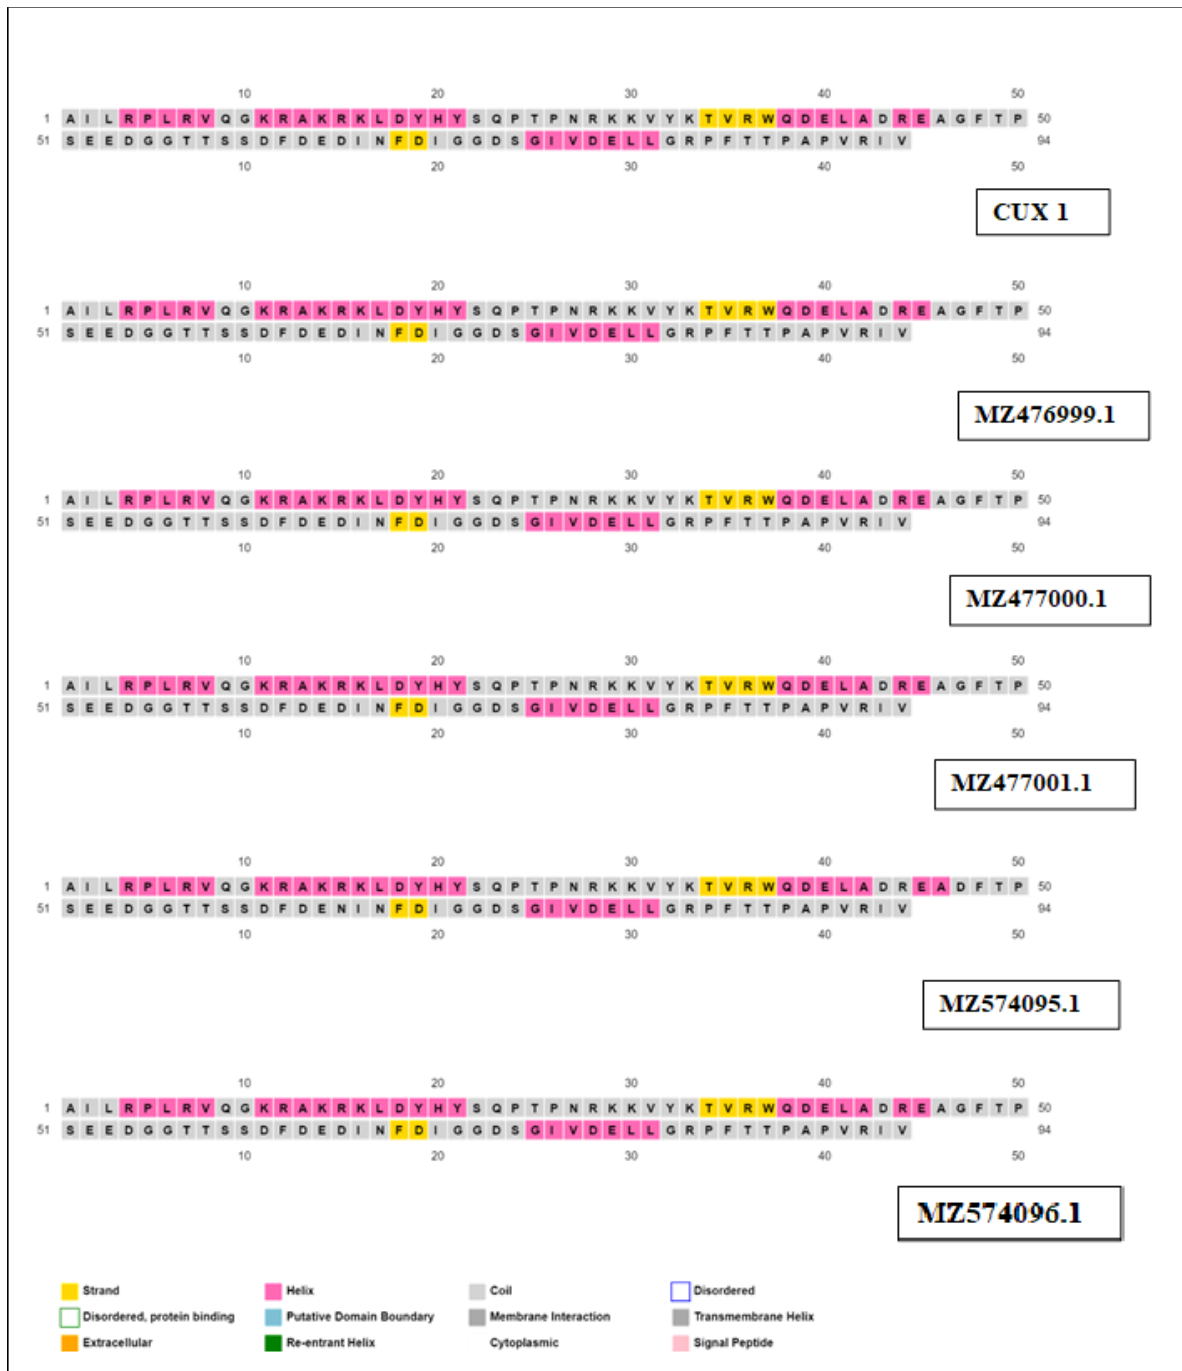 10 20 30 40 50
1 A I L R P L R V Q G K R A K R K L D Y H Y S Q P T P N R K K V Y K T V R W Q D E L A D R E A G F T P 50
51 S E E D G G T T S S D F D E D I N F D I G G D S G I V D E L L G R P F T T P A P V R I V 94
10 20 30 40 50
CUX 1
10 20 30 40 50
1 A I L R P L R V Q G K R A K R K L D Y H Y S Q P T P N R K K V Y K T V R W Q D E L A D R E A G F T P 50
51 S E E D G G T T S S D F D E D I N F D I G G D S G I V D E L L G R P F T T P A P V R I V 94
10 20 30 40 50
MZ476999.1
10 20 30 40 50
1 A I L R P L R V Q G K R A K R K L D Y H Y S Q P T P N R K K V Y K T V R W Q D E L A D R E A G F T P 50
51 S E E D G G T T S S D F D E D I N F D I G G D S G I V D E L L G R P F T T P A P V R I V 94
10 20 30 40 50
MZ477000.1
10 20 30 40 50
1 A I L R P L R V Q G K R A K R K L D Y H Y S Q P T P N R K K V Y K T V R W Q D E L A D R E A G F T P 50
51 S E E D G G T T S S D F D E D I N F D I G G D S G I V D E L L G R P F T T P A P V R I V 94
10 20 30 40 50
MZ477001.1
10 20 30 40 50
1 A I L R P L R V Q G K R A K R K L D Y H Y S Q P T P N R K K V Y K T V R W Q D E L A D R E A D F T P 50
51 S E E D G G T T S S D F D E N I N F D I G G D S G I V D E L L G R P F T T P A P V R I V 94
10 20 30 40 50
MZ574095.1
10 20 30 40 50
1 A I L R P L R V Q G K R A K R K L D Y H Y S Q P T P N R K K V Y K T V R W Q D E L A D R E A G F T P 50
51 S E E D G G T T S S D F D E D I N F D I G G D S G I V D E L L G R P F T T P A P V R I V 94
10 20 30 40 50
MZ574096.1
Strand Helix Coil Disordered
Disordered, protein binding Putative Domain Boundary Membrane Interaction Transmembrane Helix
Extracellular Re-entrant Helix Cytoplasmic Signal Peptide